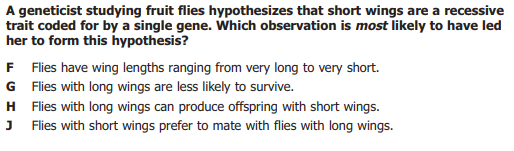 A geneticist studying fruit flies hypothesizes that short wings are a recessive
trait coded for by a single gene. Which observation is most likely to have led
her to form this hypothesis?
F Flies have wing lengths ranging from very long to very short.
G Flies with long wings are less likely to survive.
H Flies with long wings can produce offspring with short wings.
J Flies with short wings prefer to mate with flies with long wings.